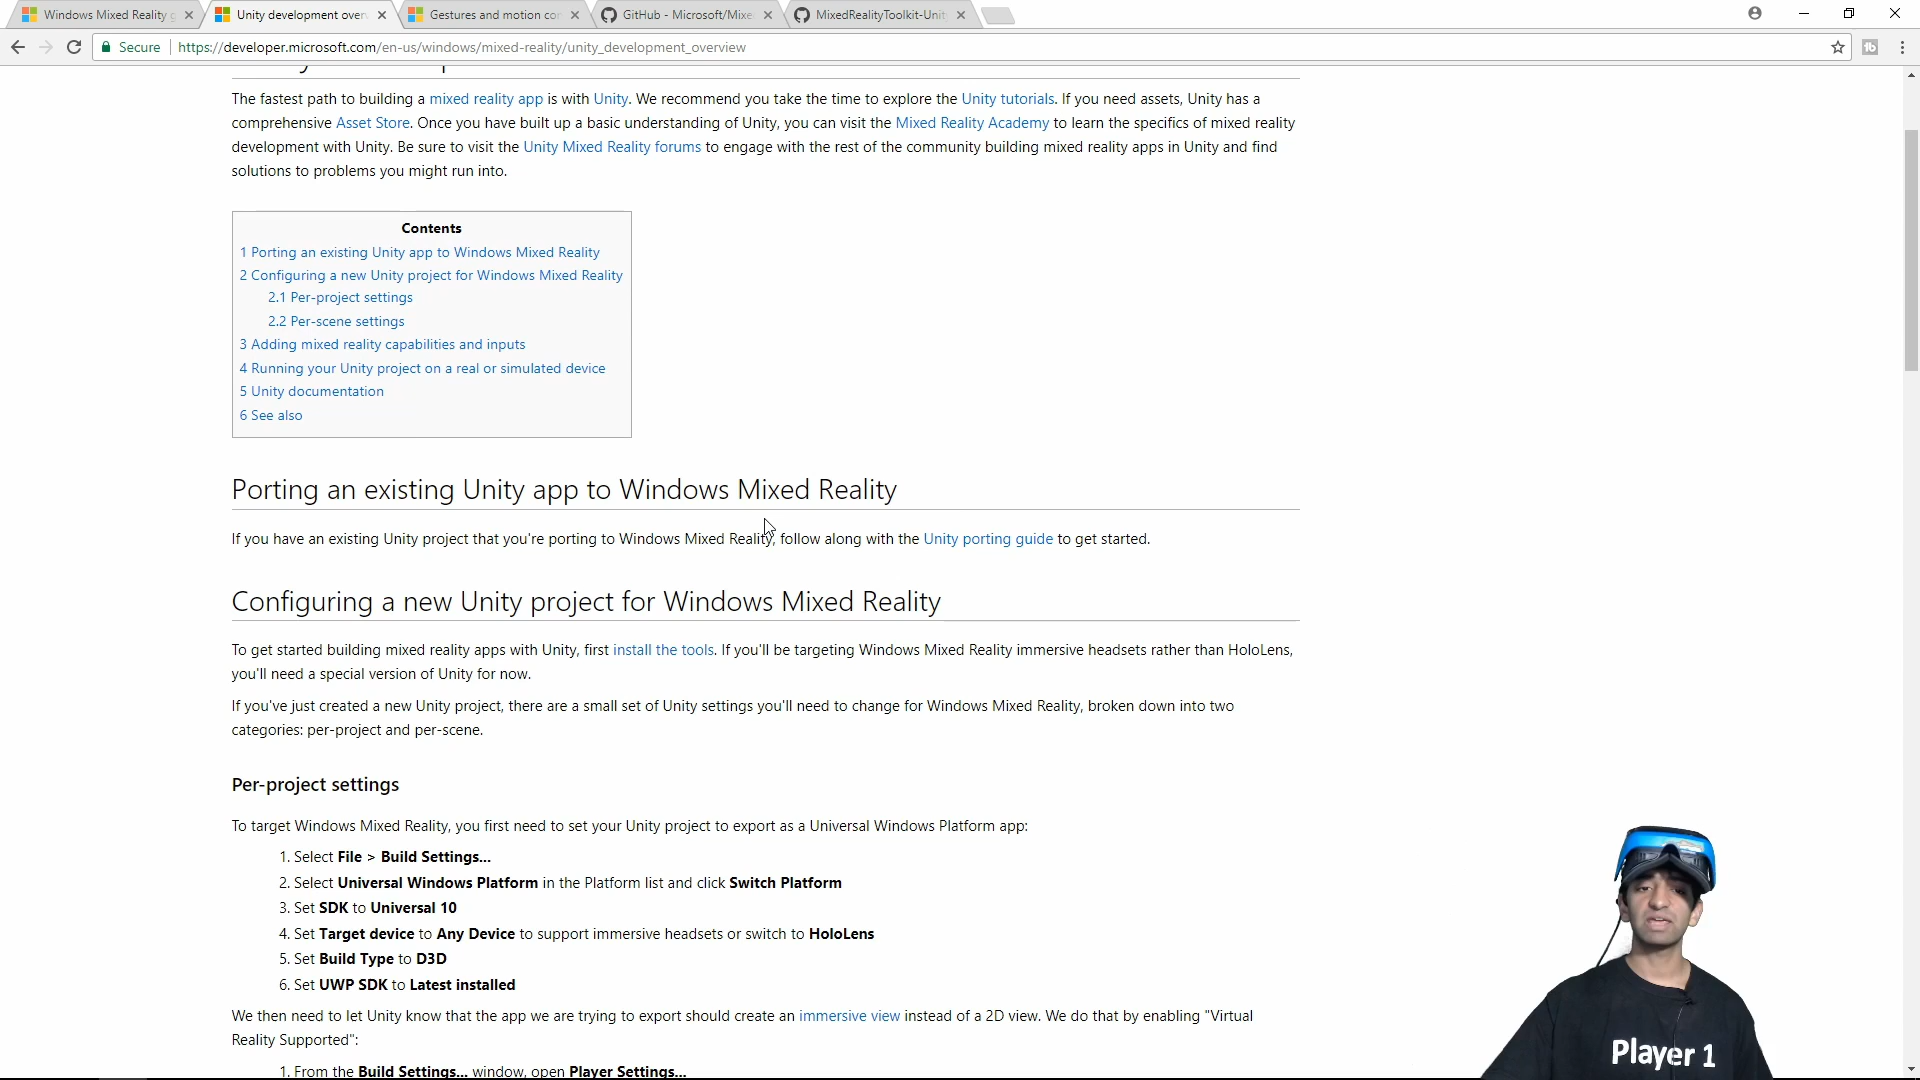 Windows Mixed Reality g
Unity development over
Gestures and motion co
GitHub - Microsoft/Mixe
MixedRealityToolkit-Unit
Secure
https://developer.microsoft.com/en-us/windows/mixed-reality/unity_development_overview
The fastest path to building a mixed reality app is with Unity. We recommend you take the time to explore the Unity tutorials. If you need assets, Unity has a
comprehensive Asset Store. Once you have built up a basic understanding of Unity, you can visit the Mixed Reality Academy to learn the specifics of mixed reality
development with Unity. Be sure to visit the Unity Mixed Reality forums to engage with the rest of the community building mixed reality apps in Unity and find
solutions to problems you might run into.
Contents
1 Porting an existing Unity app to Windows Mixed Reality
2 Configuring a new Unity project for Windows Mixed Reality
2.1 Per-project settings
2.2 Per-scene settings
3 Adding mixed reality capabilities and inputs
4 Running your Unity project on a real or simulated device
5 Unity documentation
6 See also
Porting an existing Unity app to Windows Mixed Reality
If you have an existing Unity project that you're porting to Windows Mixed Reality, follow along with the Unity porting guide to get started.
Configuring a new Unity project for Windows Mixed Reality
To get started building mixed reality apps with Unity, first install the tools. If you'll be targeting Windows Mixed Reality immersive headsets rather than HoloLens,
you'll need a special version of Unity for now.
If you've just created a new Unity project, there are a small set of Unity settings you'll need to change for Windows Mixed Reality, broken down into two
categories: per-project and per-scene.
Per-project settings
To target Windows Mixed Reality, you first need to set your Unity project to export as a Universal Windows Platform app:
1. Select File > Build Settings...
2. Select Universal Windows Platform in the Platform list and click Switch Platform
3. Set SDK to Universal 10
4. Set Target device to Any Device to support immersive headsets or switch to HoloLens
5. Set Build Type to D3D
6. Set UWP SDK to Latest installed
We then need to let Unity know that the app we are trying to export should create an immersive view instead of a 2D view. We do that by enabling "Virtual
Reality Supported":
1. From the Build Settings... window, open Player Settings...
Player 1